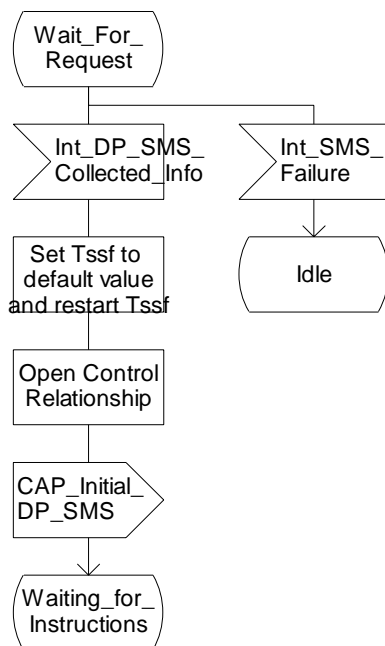 Wait_For_
Request
Int_DP_SMS_
Collected_Info
Int_SMS_
Failure
Set Tssf to
default value
and restart Tssf
Idle
Open Control
Relationship
CAP_Initial_
DP_SMS
Waiting_for_
Instructions